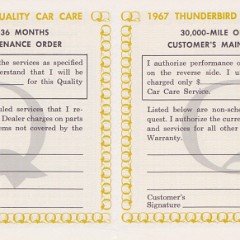 QUALITY CAR CARE
36 MONTHS
ENANCE ORDER
the services as specified
derstand that I will be
for this Quality
uled services that I re-
Dealer charges on parts
ems not covered by the
1967 THUNDERBIRD
30,000-MILE O
CUSTOMER'S MAIN
I authorize performance o
on the reverse side. I un
charged only $
Car Care Service.
Listed below are non-sche
quest. I authorize the curre
and services for all other
Warranty.
Customer's
Signature